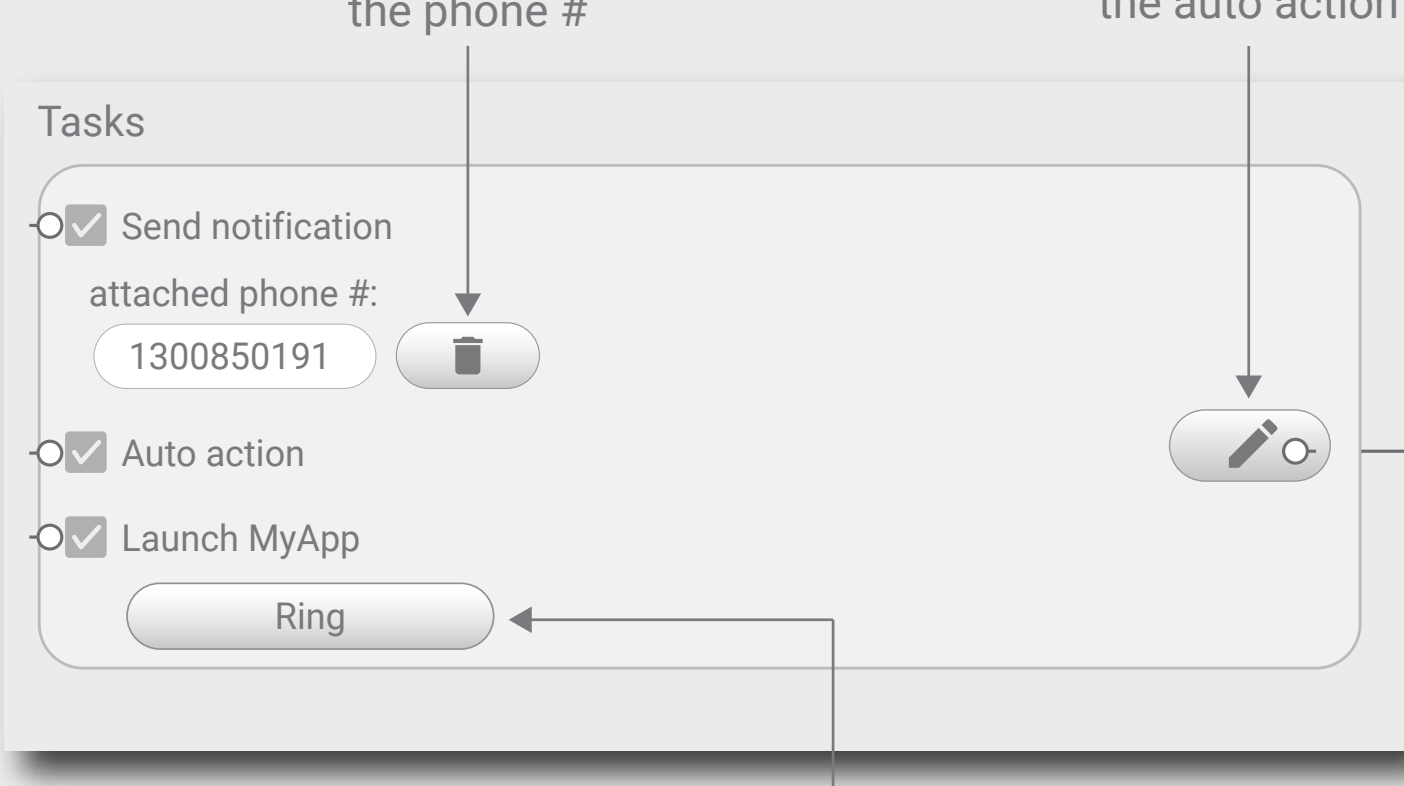 the phone #
the auto action
Tasks
Send notification
attached phone #:
1300850191
Auto action
Launch MyApp
Ring